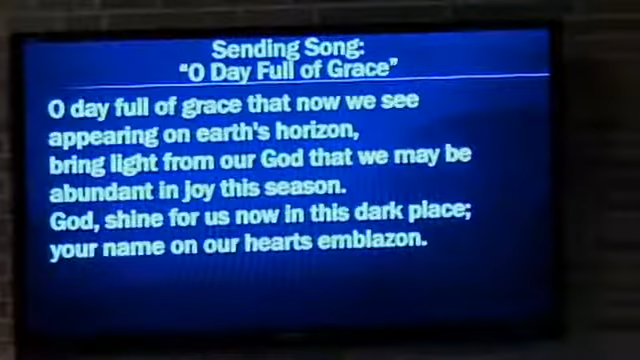 Sending Song:
"O Day Full of Grace"
O day full of grace that now we see
appearing on earth's horizon,
bring light from our God that we may be
abundant in joy this season.
God, shine for us now in this dark place;
your name on our hearts emblazon.